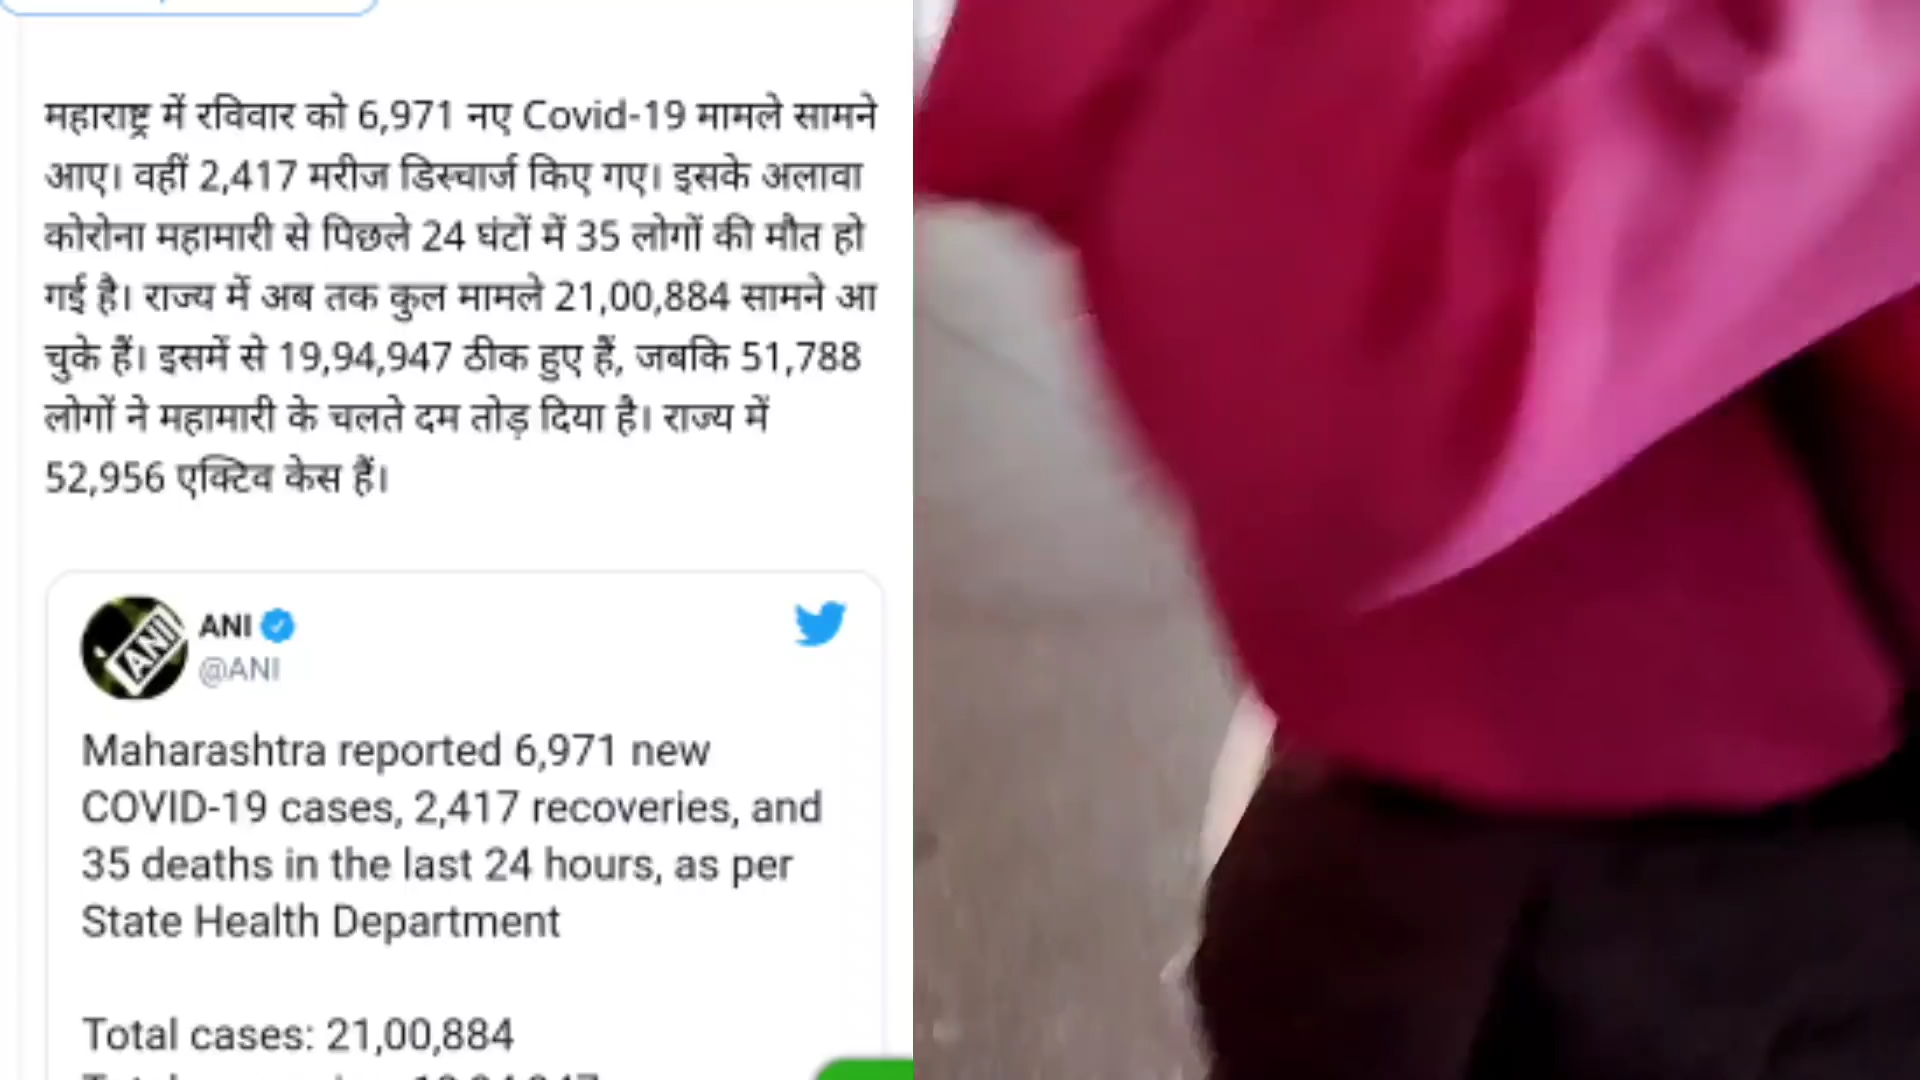 महाराष्ट्र में रविवार को 6,971 नए Covid-19 मामले सामने
आए। वहीं 2,417 मरीज डिस्चार्ज किए गए। इसके अलावा
कोरोना महामारी से पिछले 24 घंटों में 35 लोगों की मौत हो
गई है। राज्य में अब तक कुल मामले 21,00,884 सामने आ
चुके हैं। इसमें से 19,94,947 ठीक हुए हैं, जबकि 51,788
लोगों ने महामारी के चलते दम तोड़ दिया है। राज्य में
52,956 एक्टिव केस हैं।
ANI
ANI
@ANI
Maharashtra reported 6,971 new
COVID-19 cases, 2,417 recoveries, and
35 deaths in the last 24 hours, as per
State Health Department
Total cases: 21,00,884